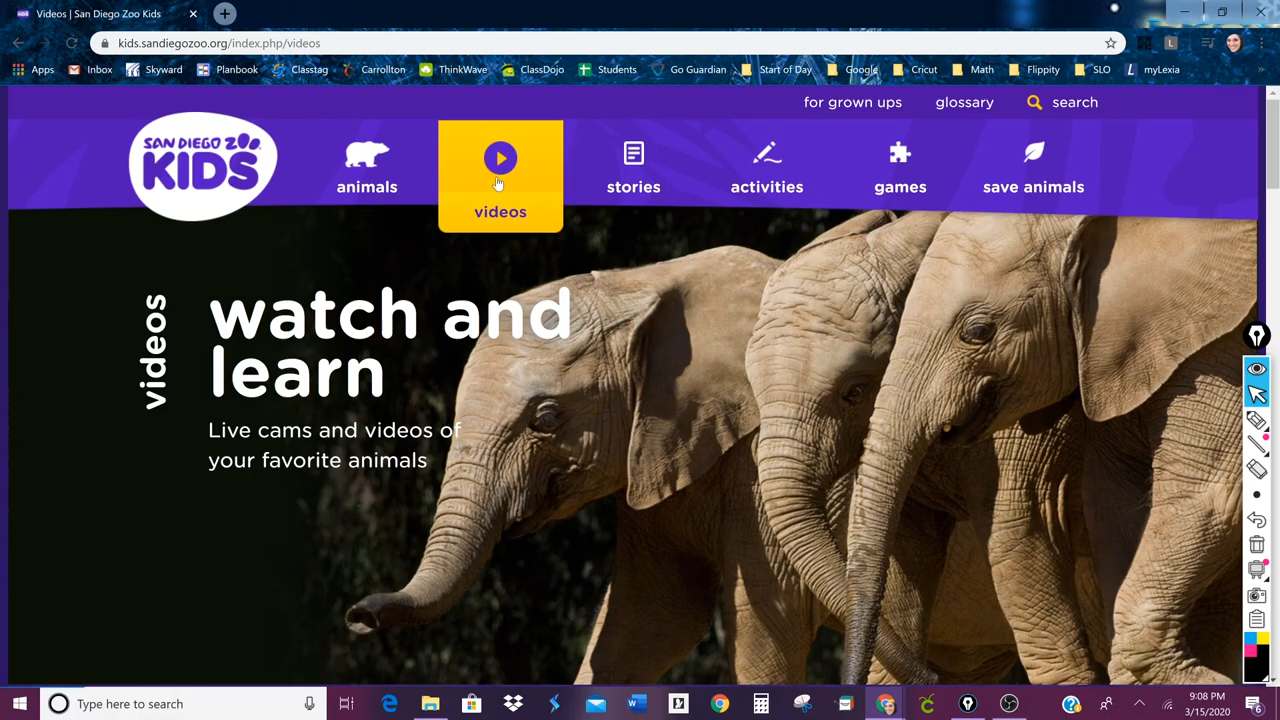 Videos | San Diego Zoo Kids
kids.sandiegozoo.org/index.php/videos
Apps Inbox Skyward Planbook Classtag Carrollton ThinkWave ClassDojo Students Go Guardian Start of Day Google Cricut Math Flippity SLO myLexia
for grown ups glossary search
SAN DIEGO ZOO
KIDS
animals videos stories activities games save animals
videos
watch and
learn
Live cams and videos of
your favorite animals
Type here to search
9:08 PM
3/15/2020
6